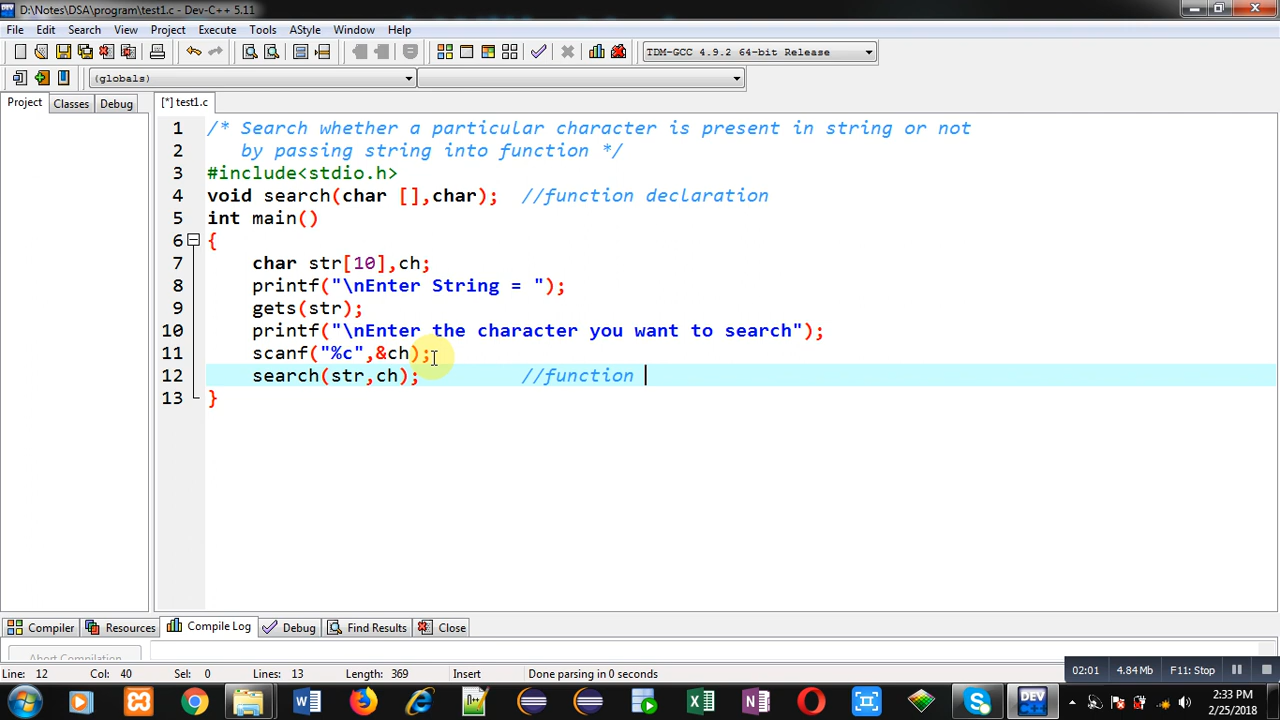 D:\Notes\DSA\program\test1.c - Dev-C++ 5.11
File Edit Search View Project Execute Tools AStyle Window Help
TDM-GCC 4.9.2 64-bit Release
(globals)
Project Classes Debug [*] test1.c
1 /* Search whether a particular character is present in string or not
2 by passing string into function */
3 #include<stdio.h>
4 void search(char [],char); //function declaration
5 int main()
6 {
7 char str[10],ch;
8 printf("\nEnter String = ");
9 gets(str);
10 printf("\nEnter the character you want to search");
11 scanf("%c",&ch);
12 search(str,ch); //function
13 }
Compiler Resources Compile Log Debug Find Results Close
Abort Compilation
Line: 12 Col: 40 Sel: 0 Lines: 13 Length: 369 Insert Done parsing in 0 seconds
02:01 4.84 Mb F11: Stop
DEV
2:33 PM
2/25/2018